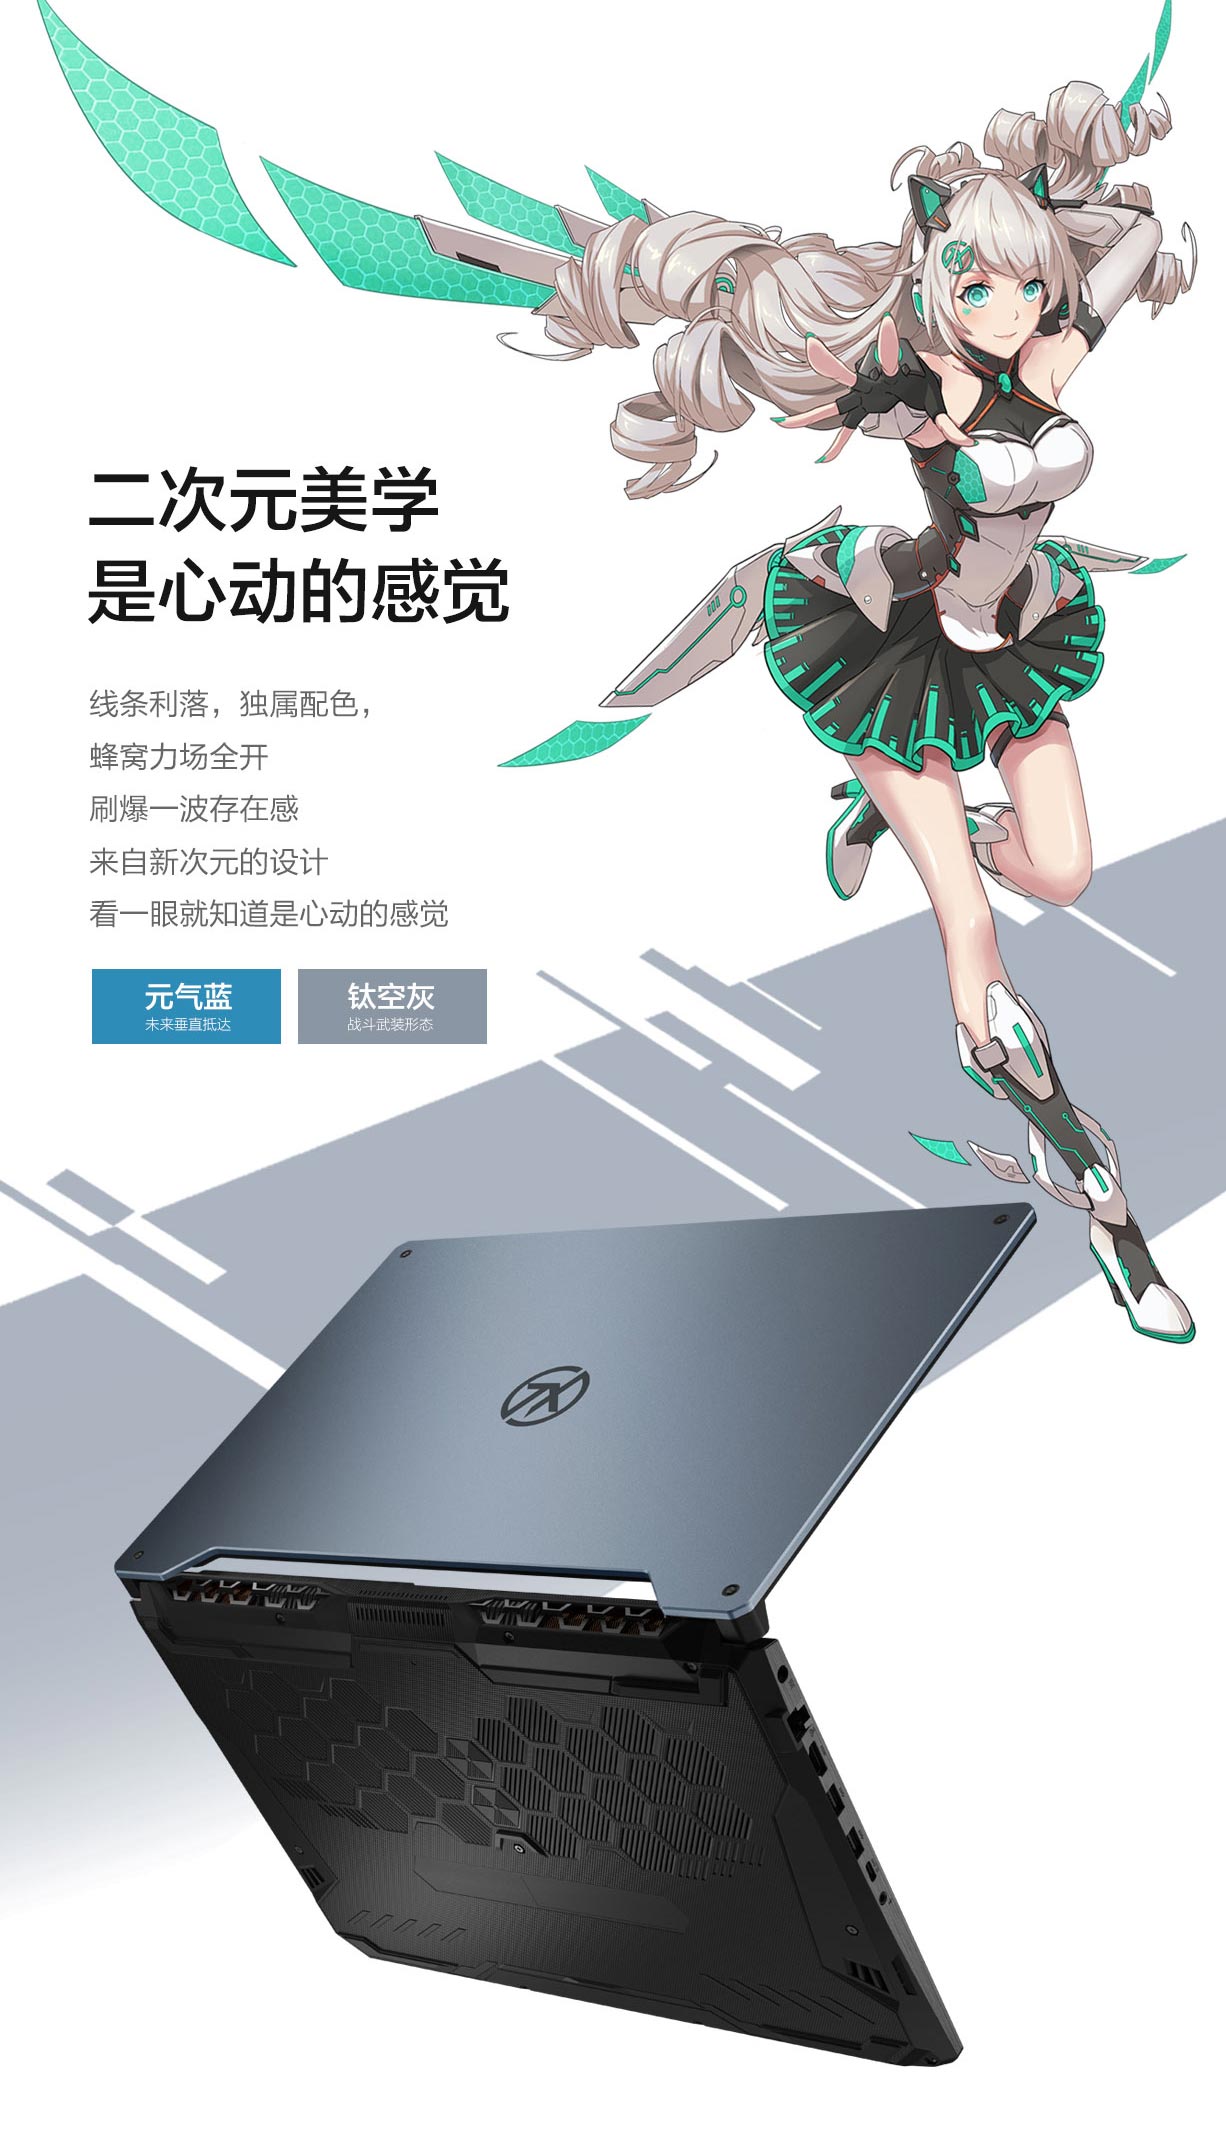 二次元美学
是心动的感觉
线条利落，独属配色，
蜂窝力场全开
刷爆一波存在感
来自新次元的设计
看一眼就知道是心动的感觉
元气蓝
未来垂直抵达
钛空灰
战斗武装形态